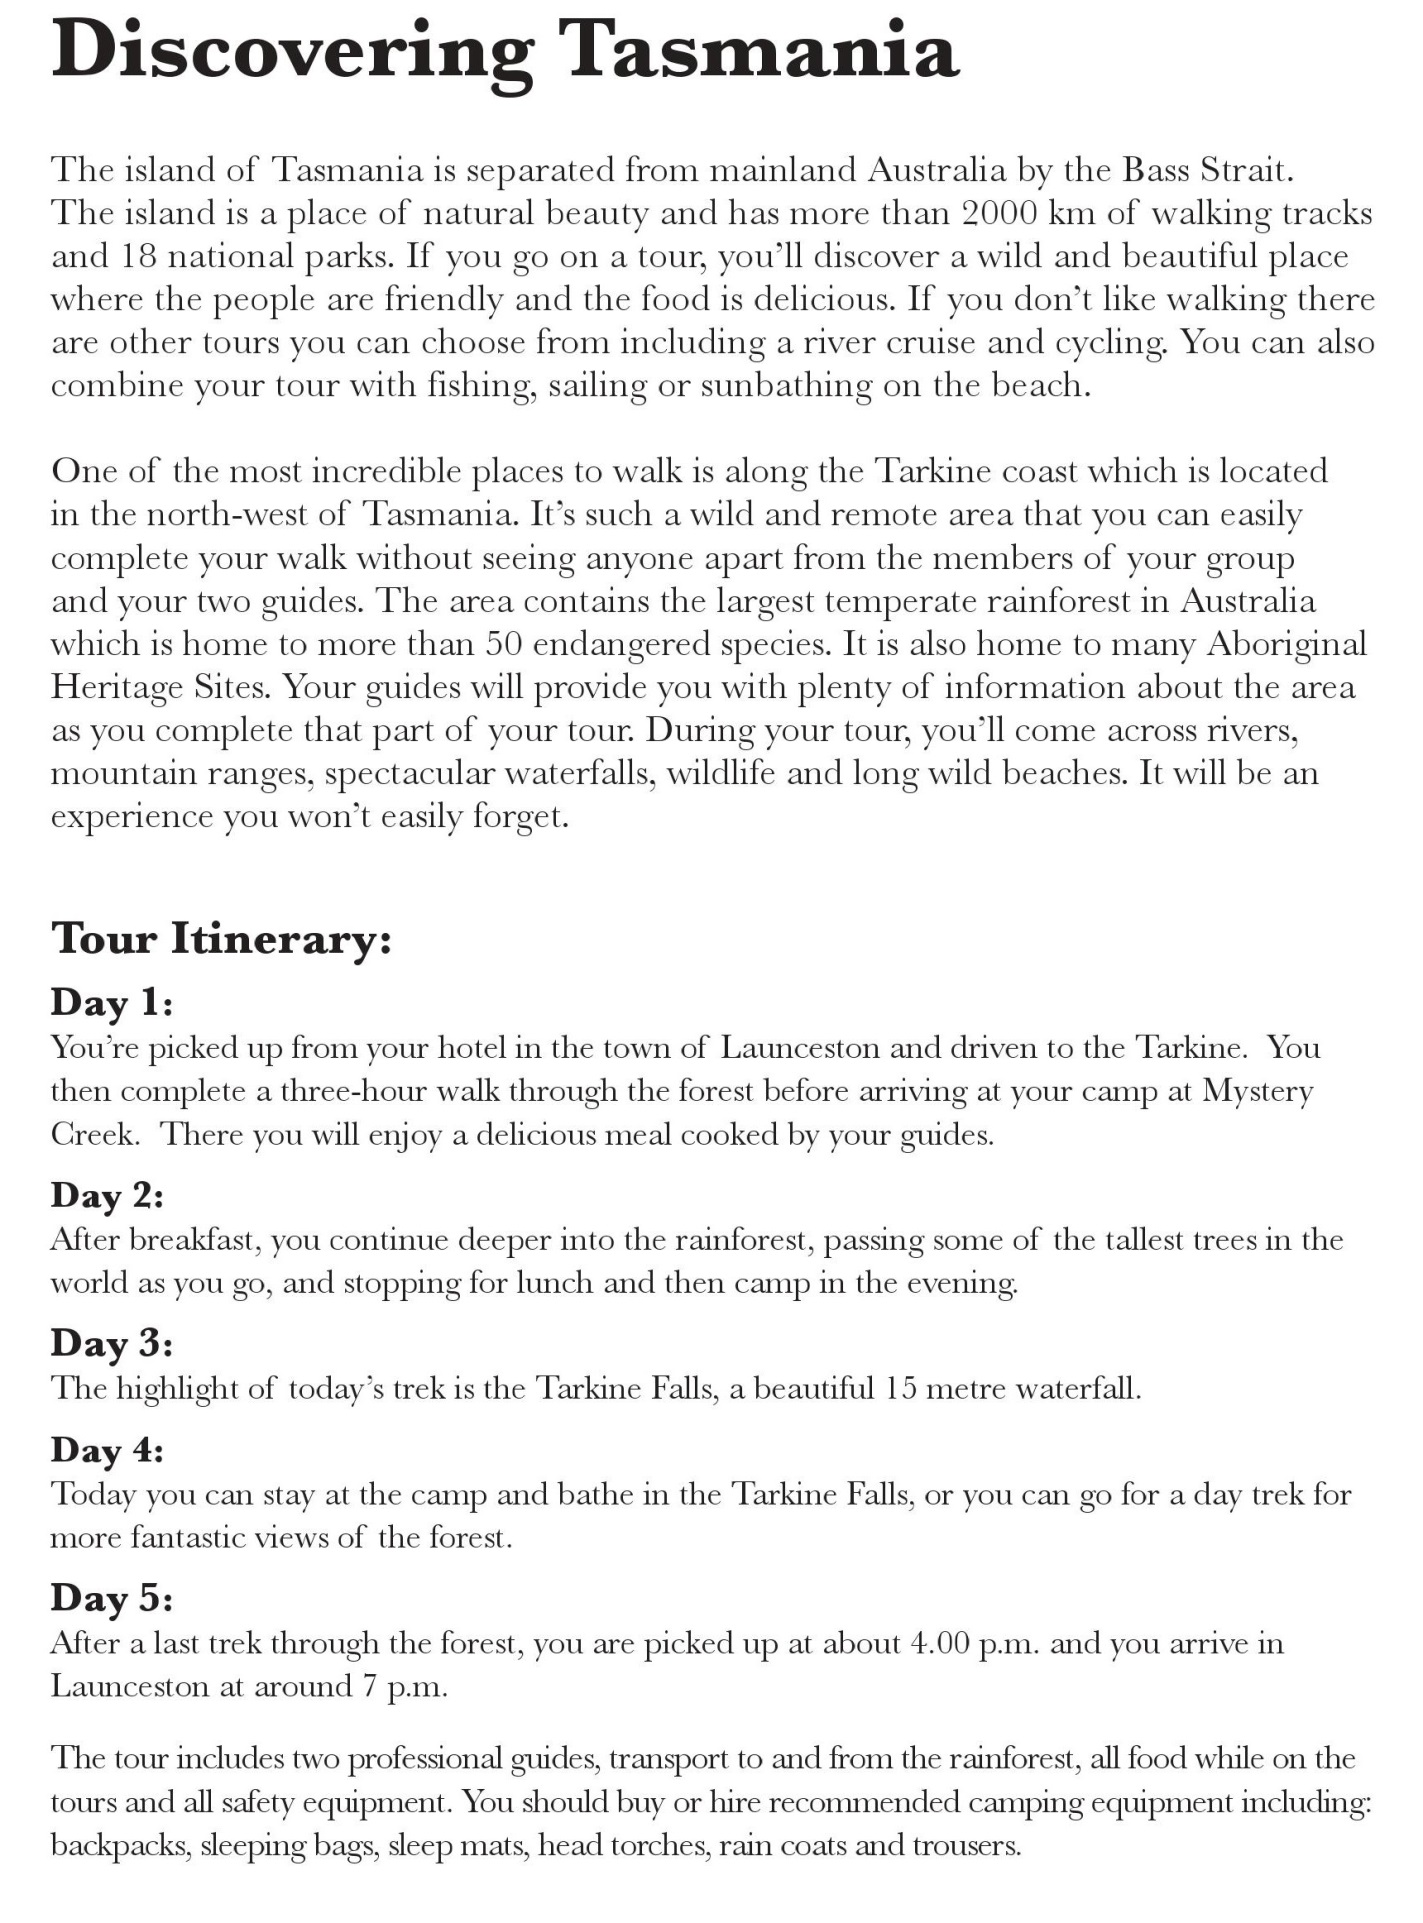 Discovering Tasmania
The island of Tasmania is separated from mainland Australia by the Bass Strait.
The island is a place of natural beauty and has more than 2000 km of walking tracks
and 18 national parks. If you go on a tour, you’ll discover a wild and beautiful place
where the people are friendly and the food is delicious. If you don’t like walking there
are other tours you can choose from including a river cruise and cycling. You can also
combine your tour with fishing, sailing or sunbathing on the beach.
One of the most incredible places to walk is along the Tarkine coast which is located
in the north-west of Tasmania. It’s such a wild and remote area that you can easily
complete your walk without seeing anyone apart from the members of your group
and your two guides. The area contains the largest temperate rainforest in Australia
which is home to more than 50 endangered species. It is also home to many Aboriginal
Heritage Sites. Your guides will provide you with plenty of information about the area
as you complete that part of your tour. During your tour, you’ll come across rivers,
mountain ranges, spectacular waterfalls, wildlife and long wild beaches. It will be an
experience you won’t easily forget.
Tour Itinerary:
Day 1:
You’re picked up from your hotel in the town of Launceston and driven to the Tarkine. You
then complete a three-hour walk through the forest before arriving at your camp at Mystery
Creek. There you will enjoy a delicious meal cooked by your guides.
Day 2:
After breakfast, you continue deeper into the rainforest, passing some of the tallest trees in the
world as you go, and stopping for lunch and then camp in the evening.
Day 3:
The highlight of today’s trek is the Tarkine Falls, a beautiful 15 metre waterfall.
Day 4:
Today you can stay at the camp and bathe in the Tarkine Falls, or you can go for a day trek for
more fantastic views of the forest.
Day 5:
After a last trek through the forest, you are picked up at about 4.00 p.m. and you arrive in
Launceston at around 7 p.m.
The tour includes two professional guides, transport to and from the rainforest, all food while on the
tours and all safety equipment. You should buy or hire recommended camping equipment including:
backpacks, sleeping bags, sleep mats, head torches, rain coats and trousers.